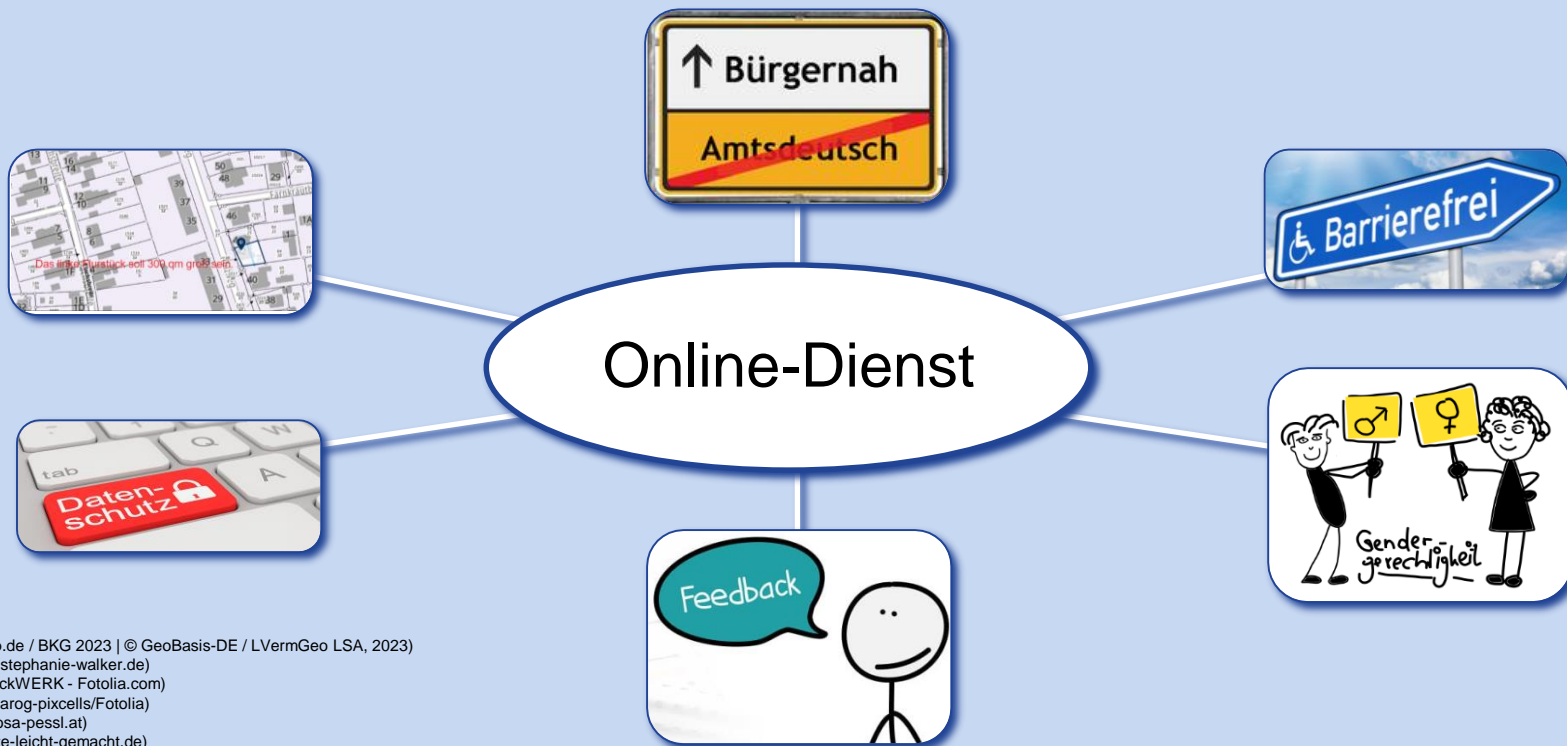 Bürgernah
Amtsdeutsch
Das linke Flurstück soll 300 qm groß sein.
Barrierefrei
Online-Dienst
tab
Q
W
A
Daten-
schutz
Gender-
gerechtigkeit
Feedback
.de / BKG 2023 | © GeoBasis-DE / LVermGeo LSA, 2023)
stephanie-walker.de)
ckWERK - Fotolia.com)
arog-pixcells/Fotolia)
osa-pessl.at)
e-leicht-gemacht.de)